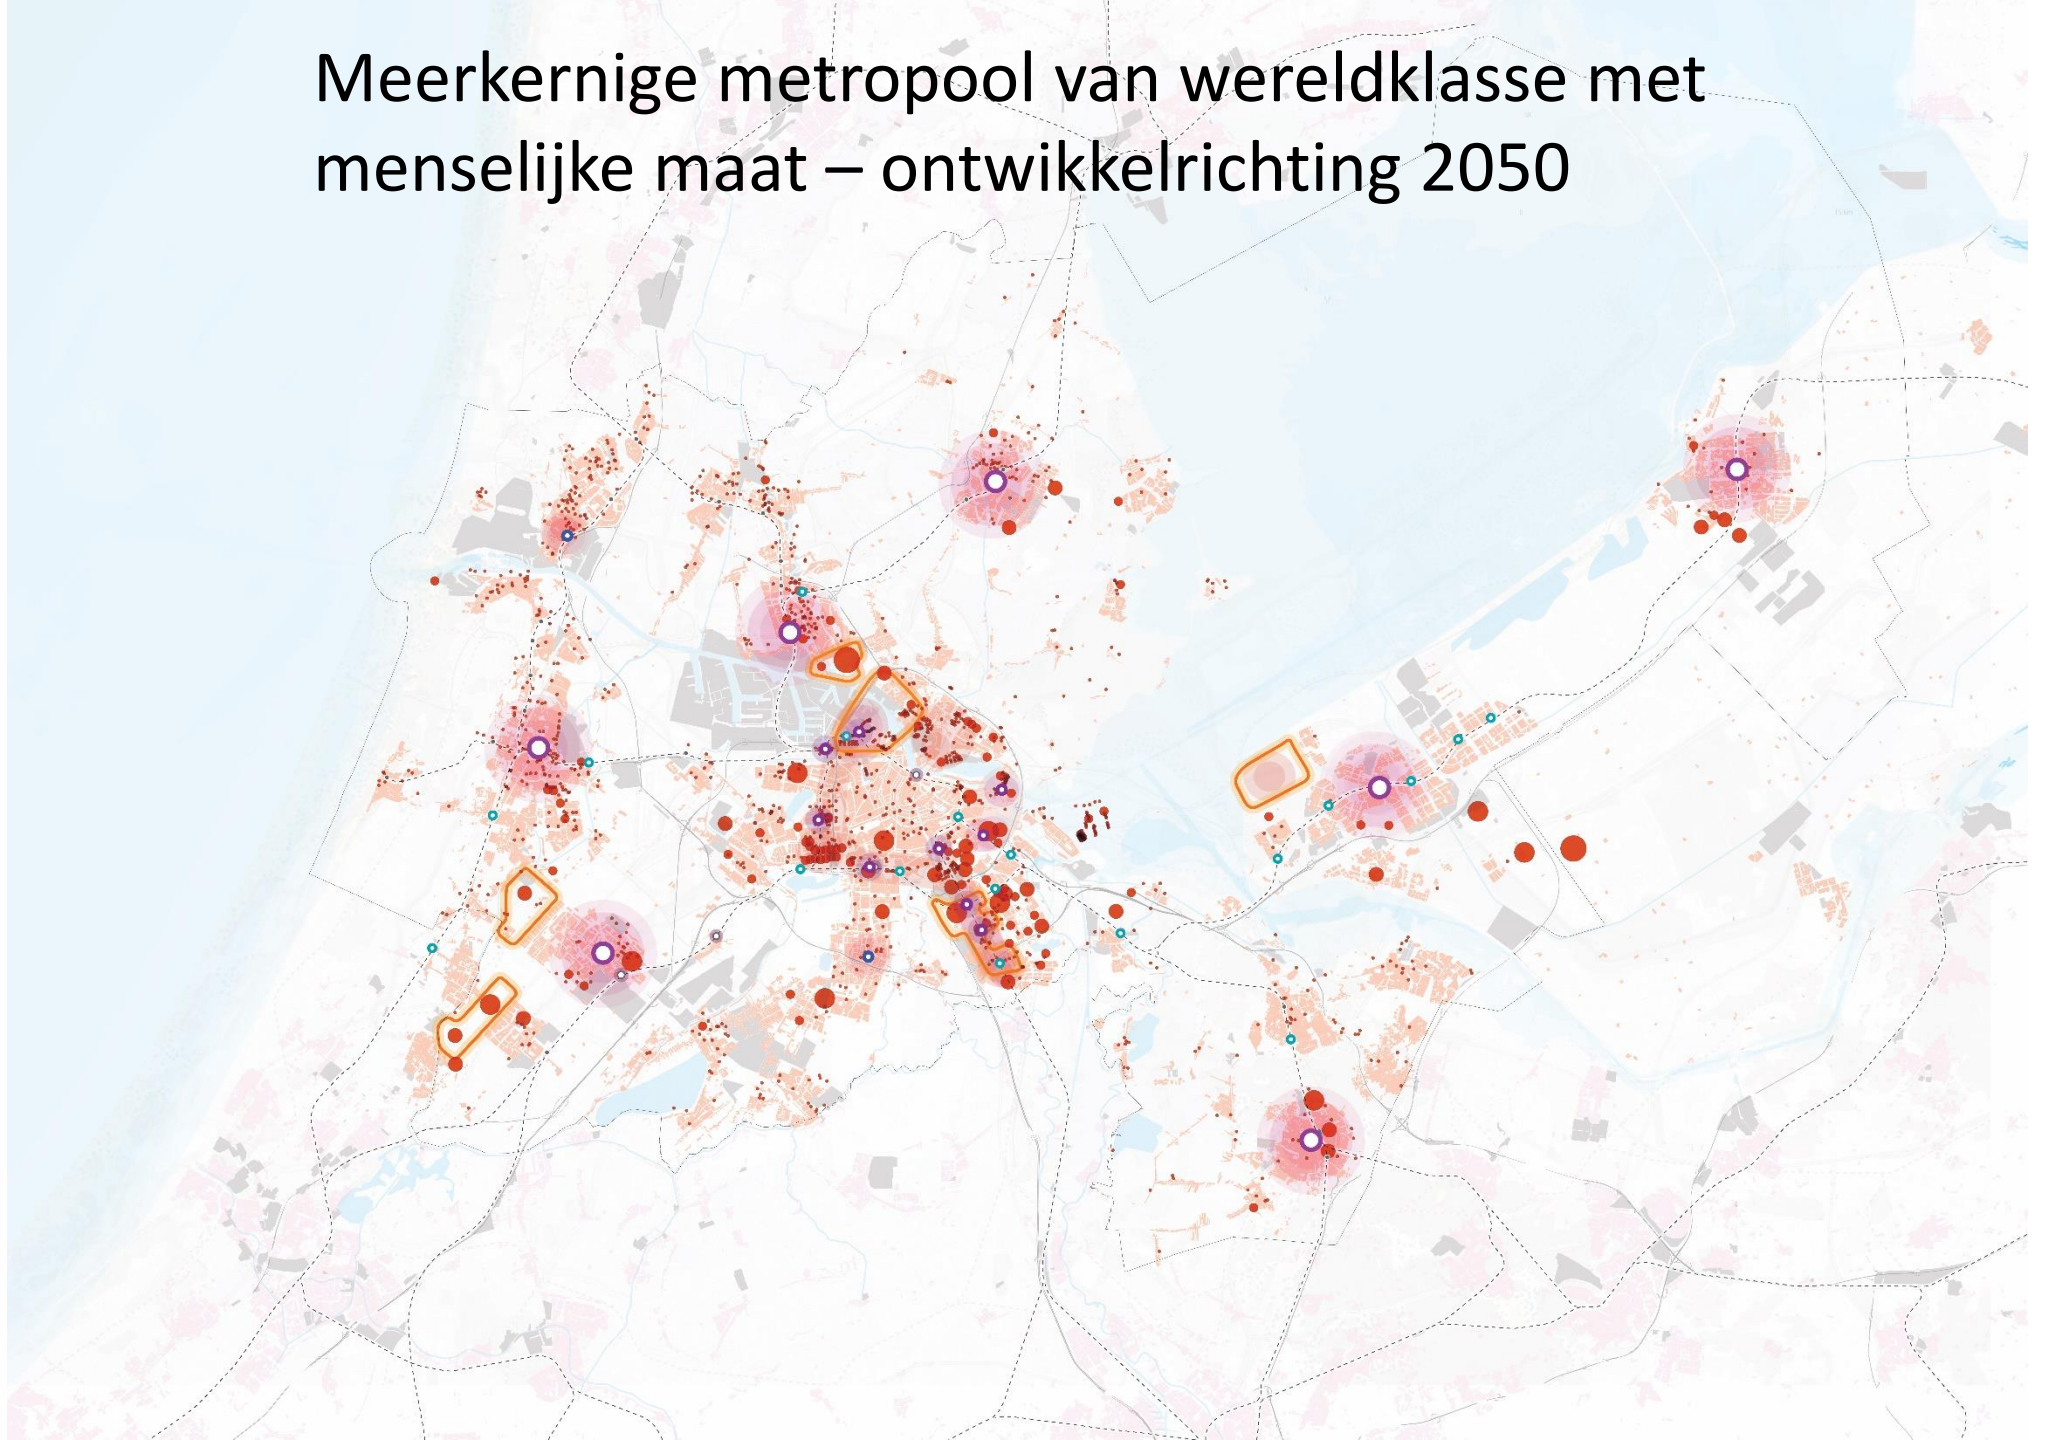 Meerkernige metropool van wereldklasse met
menselijke maat – ontwikkelrichting 2050